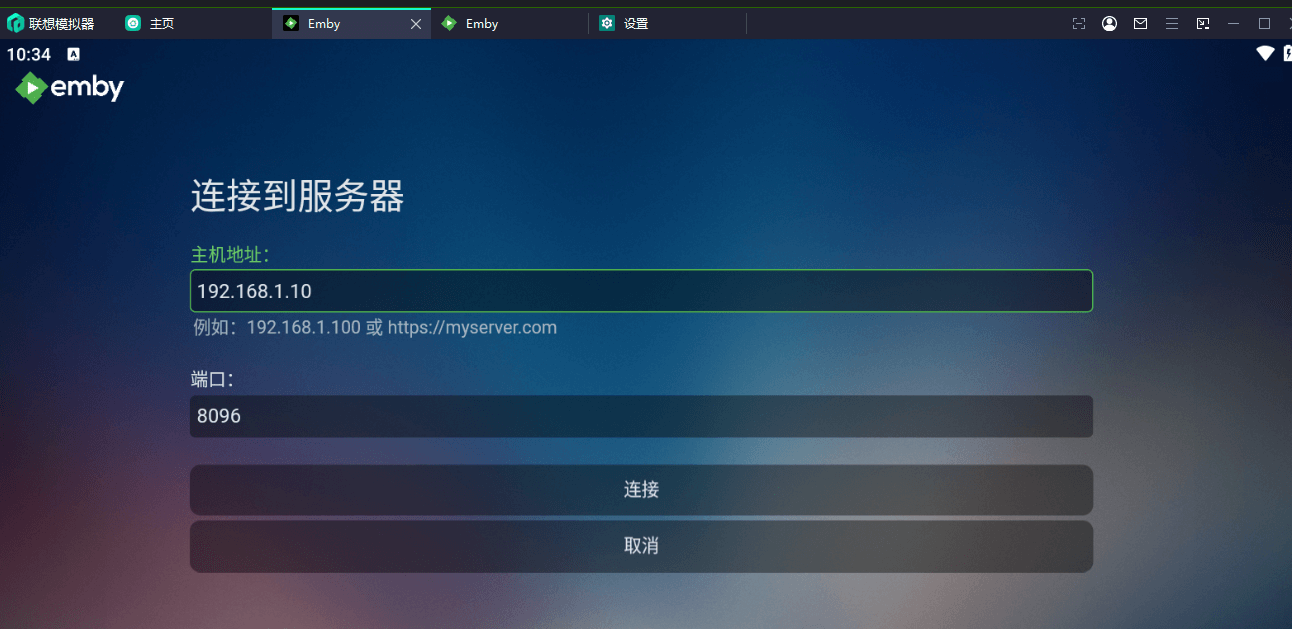 联想模拟器 主页 Emby Emby 设置
10:34 A
emby
连接到服务器
主机地址：
192.168.1.10
例如：192.168.1.100 或 https://myserver.com
端口：
8096
连接
取消